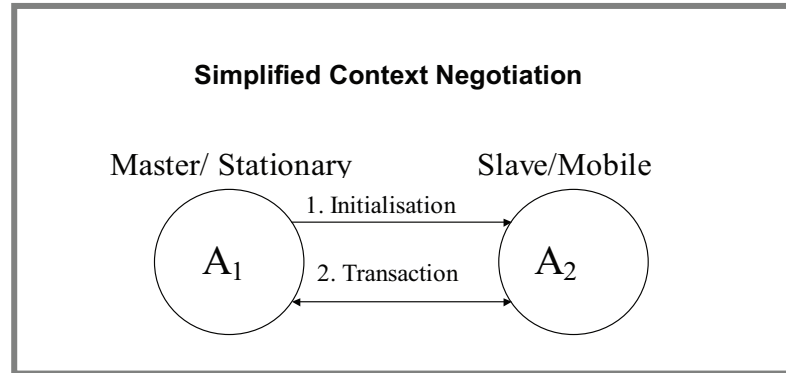 Simplified Context Negotiation
Master/ Stationary
Slave/Mobile
1. Initialisation
A1
A2
2. Transaction